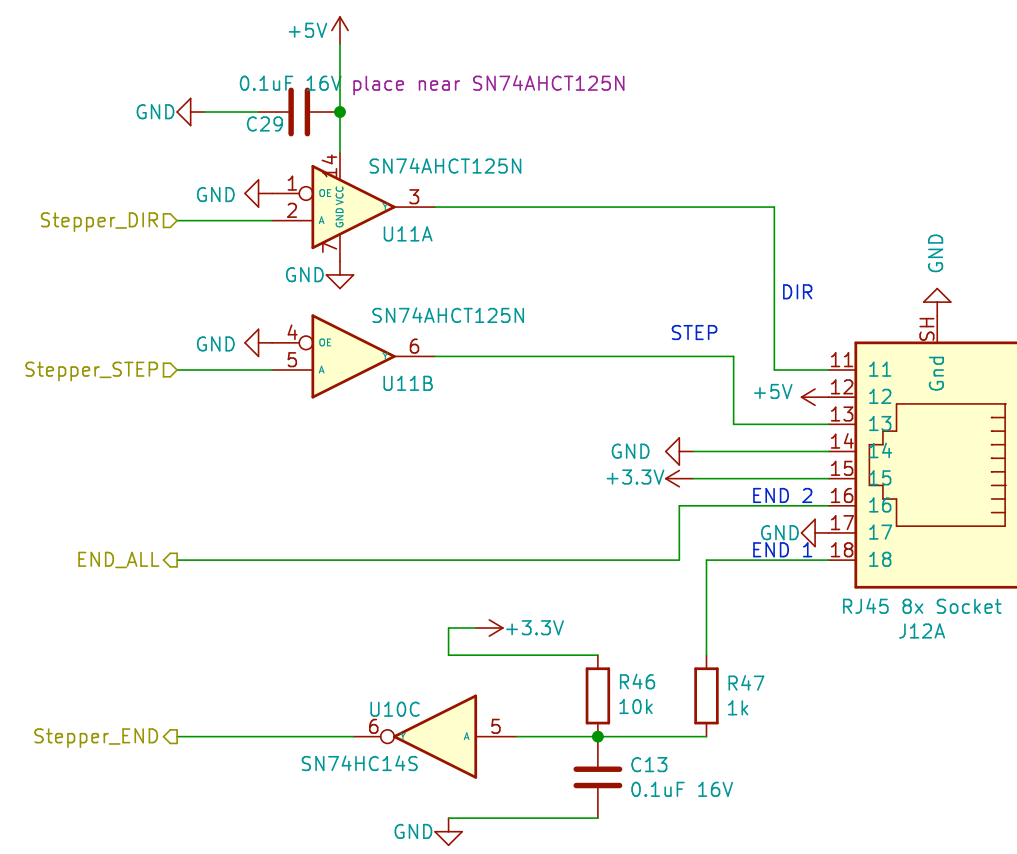 +5V
0.1uF 16V place near SN74AHCT125N
GND
C29
14
SN74AHCT125N
1 OE VCC
GND
3
Y
Stepper_DIR
2 A GND
U11A
7
GND
GND
DIR
SN74AHCT125N
4 OE
GND
STEP
6
Y
SH
Stepper_STEP
5 A
U11B
Gnd
11 11
+5V
12 12
13 13
GND
14 14
+3.3V
15 15
END 2
16 16
GND
17 17
END 1
END_ALL
18 18
RJ45 8x Socket
J12A
+3.3V
R46
10k
R47
1k
U10C
Stepper_END
6 Y A 5
SN74HC14S
C13
0.1uF 16V
GND